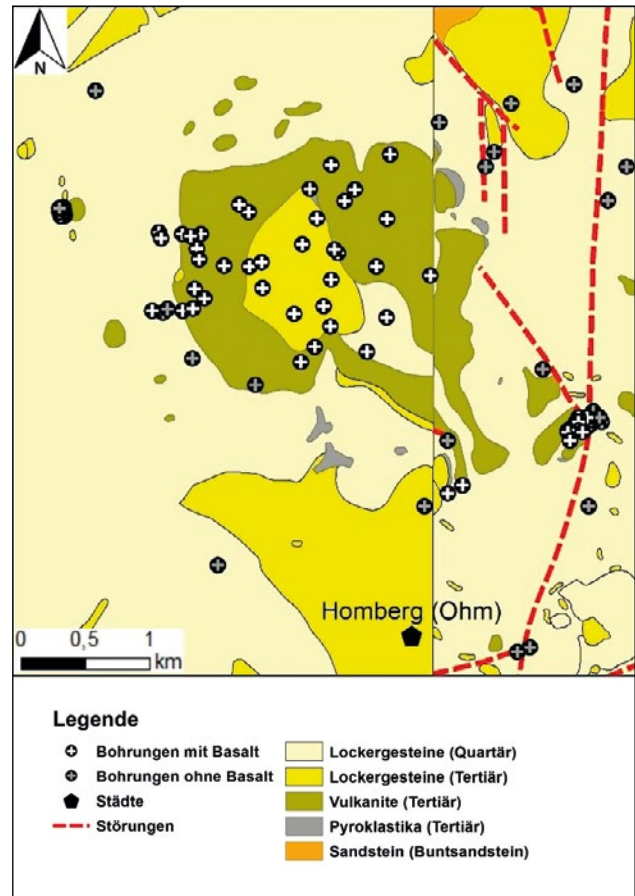 N
Homberg (Ohm)
0 0,5 1
km
Legende
Bohrungen mit Basalt
Bohrungen ohne Basalt
Städte
Störungen
Lockergesteine (Quartär)
Lockergesteine (Tertiär)
Vulkanite (Tertiär)
Pyroklastika (Tertiär)
Sandstein (Buntsandstein)